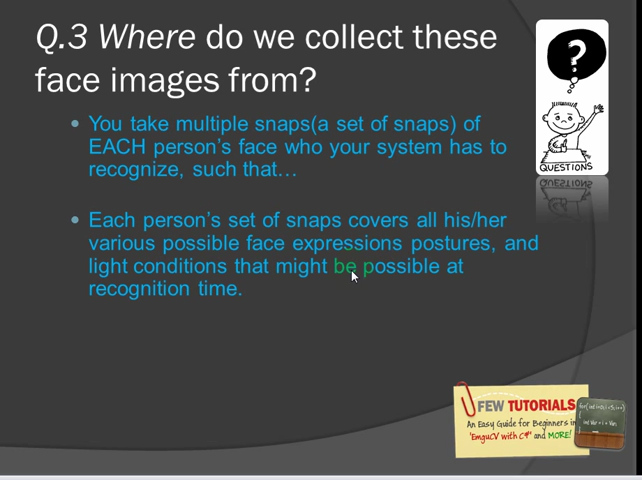 Q.3 Where do we collect these
face images from?
?
QUESTIONS
You take multiple snaps(a set of snaps) of
EACH person's face who your system has to
recognize, such that…
Each person's set of snaps covers all his/her
various possible face expressions postures, and
light conditions that might be possible at
recognition time.
FEW TUTORIALS
An Easy Guide for Beginners in
'EmguCV with C#' and MORE!